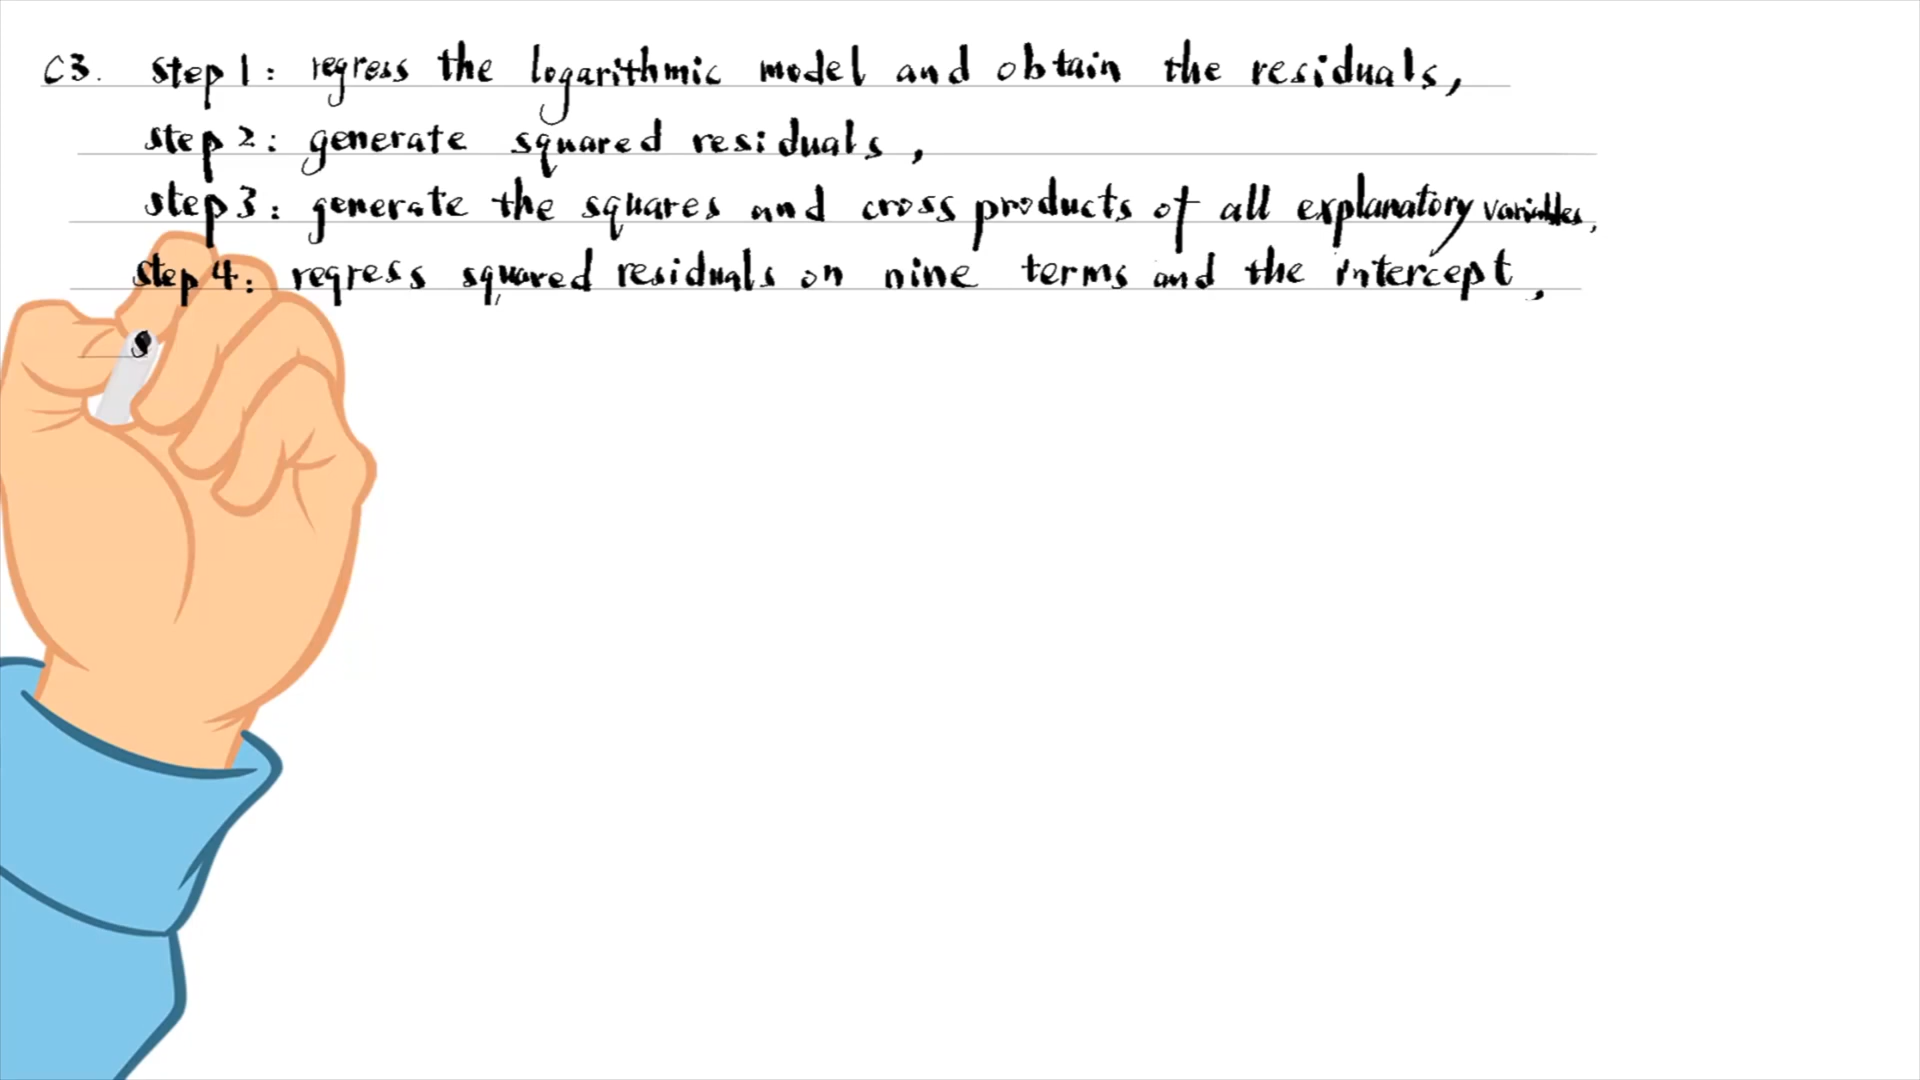 C3. step 1: regress the logarithmic model and obtain the residuals,
step 2: generate squared residuals,
step 3: generate the squares and cross products of all explanatory variables,
step 4: regress squared residuals on nine terms and the intercept,